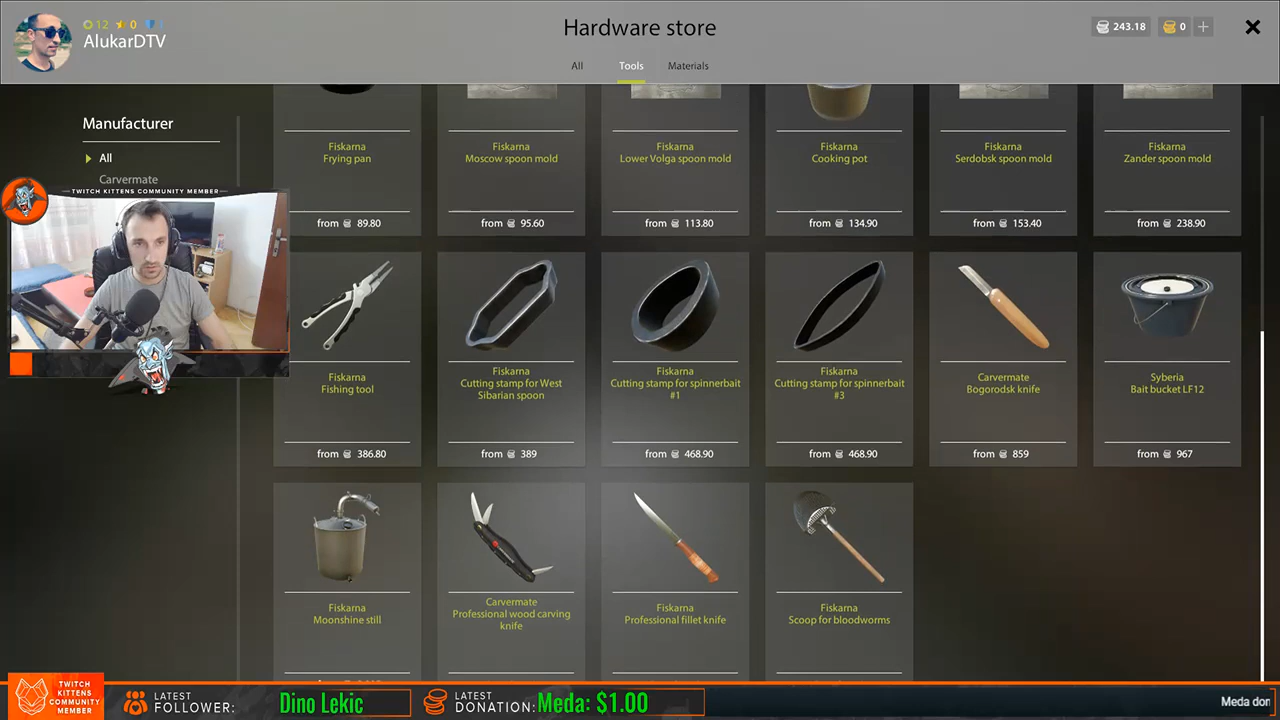 12 0 1
AlukarDTV
Hardware store
243.18
0
All
Tools
Materials
Manufacturer
All
Carvermate
TWITCH KITTENS COMMUNITY MEMBER
Fiskarna
Frying pan
from 89.80
Fiskarna
Moscow spoon mold
from 95.60
Fiskarna
Lower Volga spoon mold
from 113.80
Fiskarna
Cooking pot
from 134.90
Fiskarna
Serdobsk spoon mold
from 153.40
Fiskarna
Zander spoon mold
from 238.90
Fiskarna
Fishing tool
from 386.80
Fiskarna
Cutting stamp for West
Sibarian spoon
from 389
Fiskarna
Cutting stamp for spinnerbait
#1
from 468.90
Fiskarna
Cutting stamp for spinnerbait
#3
from 468.90
Carvermate
Bogorodsk knife
from 859
Syberia
Bait bucket LF12
from 967
Fiskarna
Moonshine still
Carvermate
Professional wood carving
knife
Fiskarna
Professional fillet knife
Fiskarna
Scoop for bloodworms
TWITCH
KITTENS
COMMUNITY
MEMBER
LATEST
FOLLOWER:
Dino Lekic
LATEST
DONATION:
Meda: $1.00
Meda don